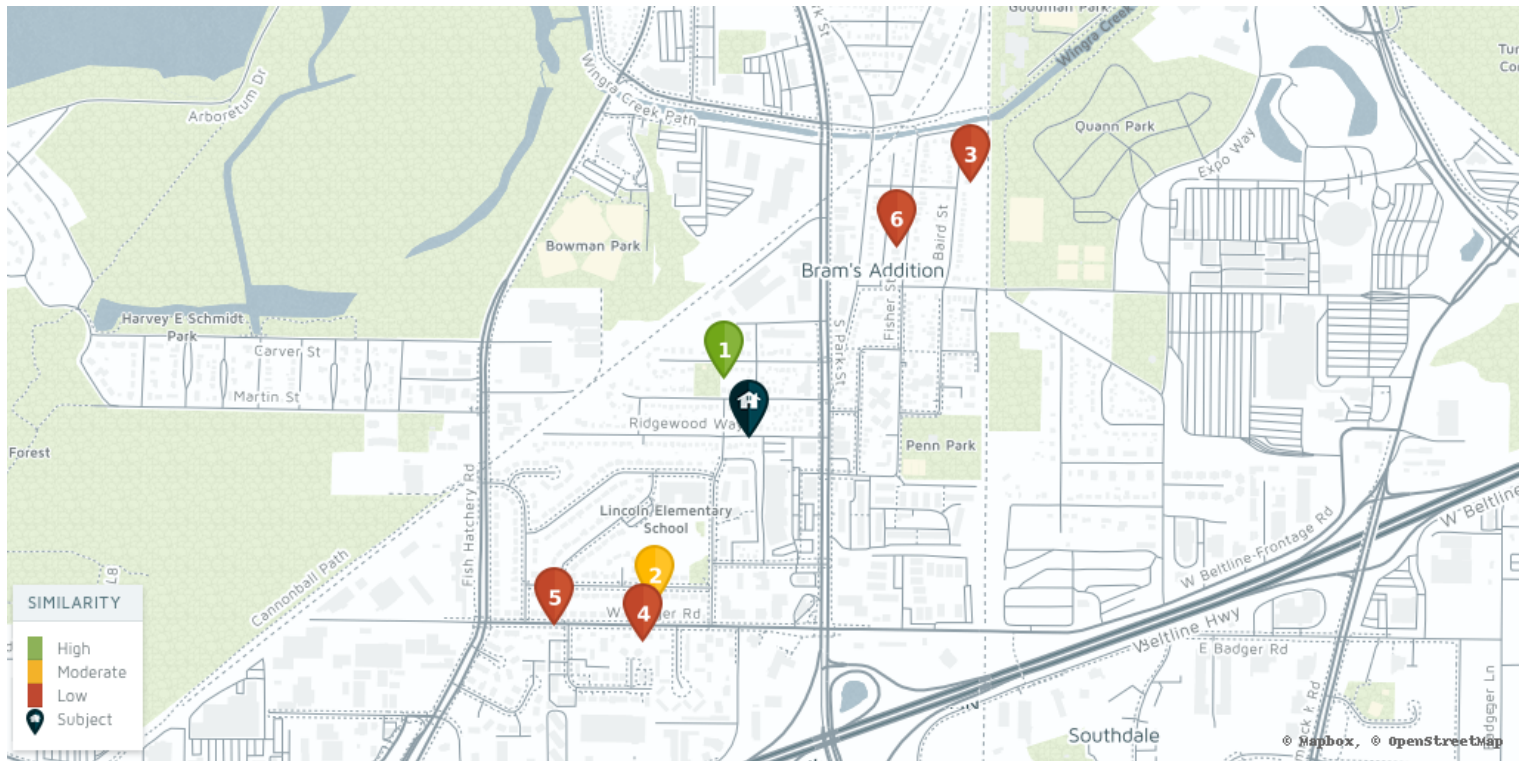 Goodman Park
Wingra Creek
Arboretum Dr
Wingra Creek Path
Quann Park
Expo Way
3
6
Baird St
Bowman Park
Bram's Addition
Fisher St
S Park St
Harvey E Schmidt
Park
Carver St
1
Martin St
Ridgewood Way
Penn Park
Forest
Fish Hatchery Rd
Lincoln Elementary
School
W Beltline
W Beltline-Frontage Rd
Cannonball Path
2
5
4
Rd
Beltline Hwy
E Badger Rd
Badger Ln
Southdale
SIMILARITY
High
Moderate
Low
Subject
© Mapbox, © OpenStreetMap